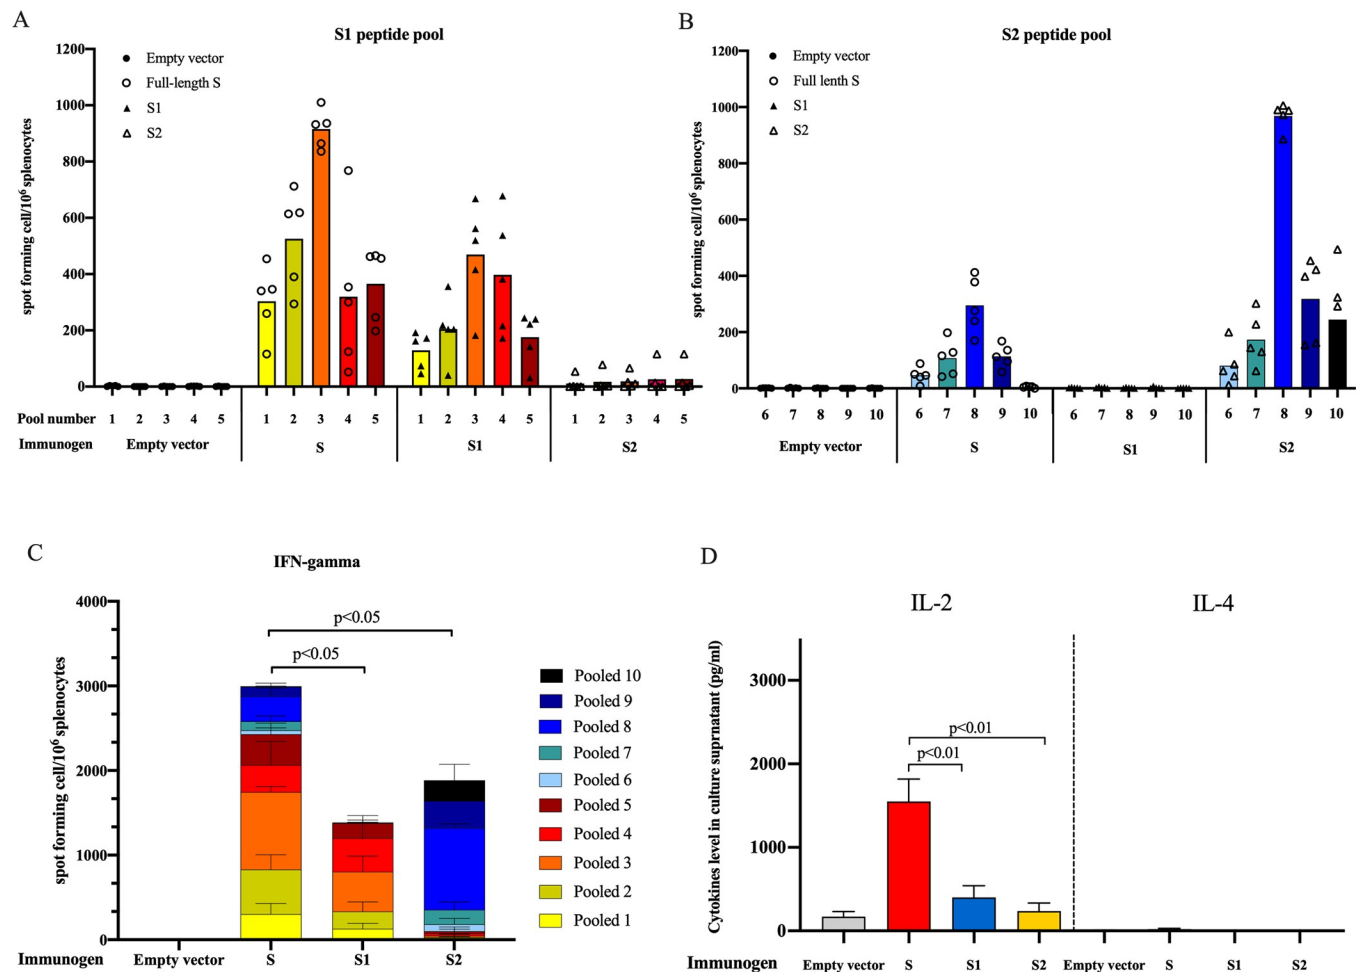 A
S1 peptide pool
1200
1000
800
600
400
200
0
spot forming cell/10⁶ splenocytes
Empty vector
Full-length S
S1
S2
Pool number 1 2 3 4 5 1 2 3 4 5 1 2 3 4 5 1 2 3 4 5
Immunogen Empty vector S S1 S2
B
S2 peptide pool
1200
1000
800
600
400
200
0
spot forming cell/10⁶ splenocytes
Empty vector
Full lenth S
S1
S2
6 7 8 9 10 6 7 8 9 10 6 7 8 9 10 6 7 8 9 10
Empty vector S S1 S2
C
IFN-gamma
4000
3000
2000
1000
0
spot forming cell/10⁶ splenocytes
p<0.05
p<0.05
Pooled 10
Pooled 9
Pooled 8
Pooled 7
Pooled 6
Pooled 5
Pooled 4
Pooled 3
Pooled 2
Pooled 1
Immunogen Empty vector S S1 S2
D
IL-2 IL-4
3000
2000
1000
0
Cytokines level in culture suprnatant (pg/ml)
p<0.01
p<0.01
Immunogen Empty vector S S1 S2 Empty vector S S1 S2